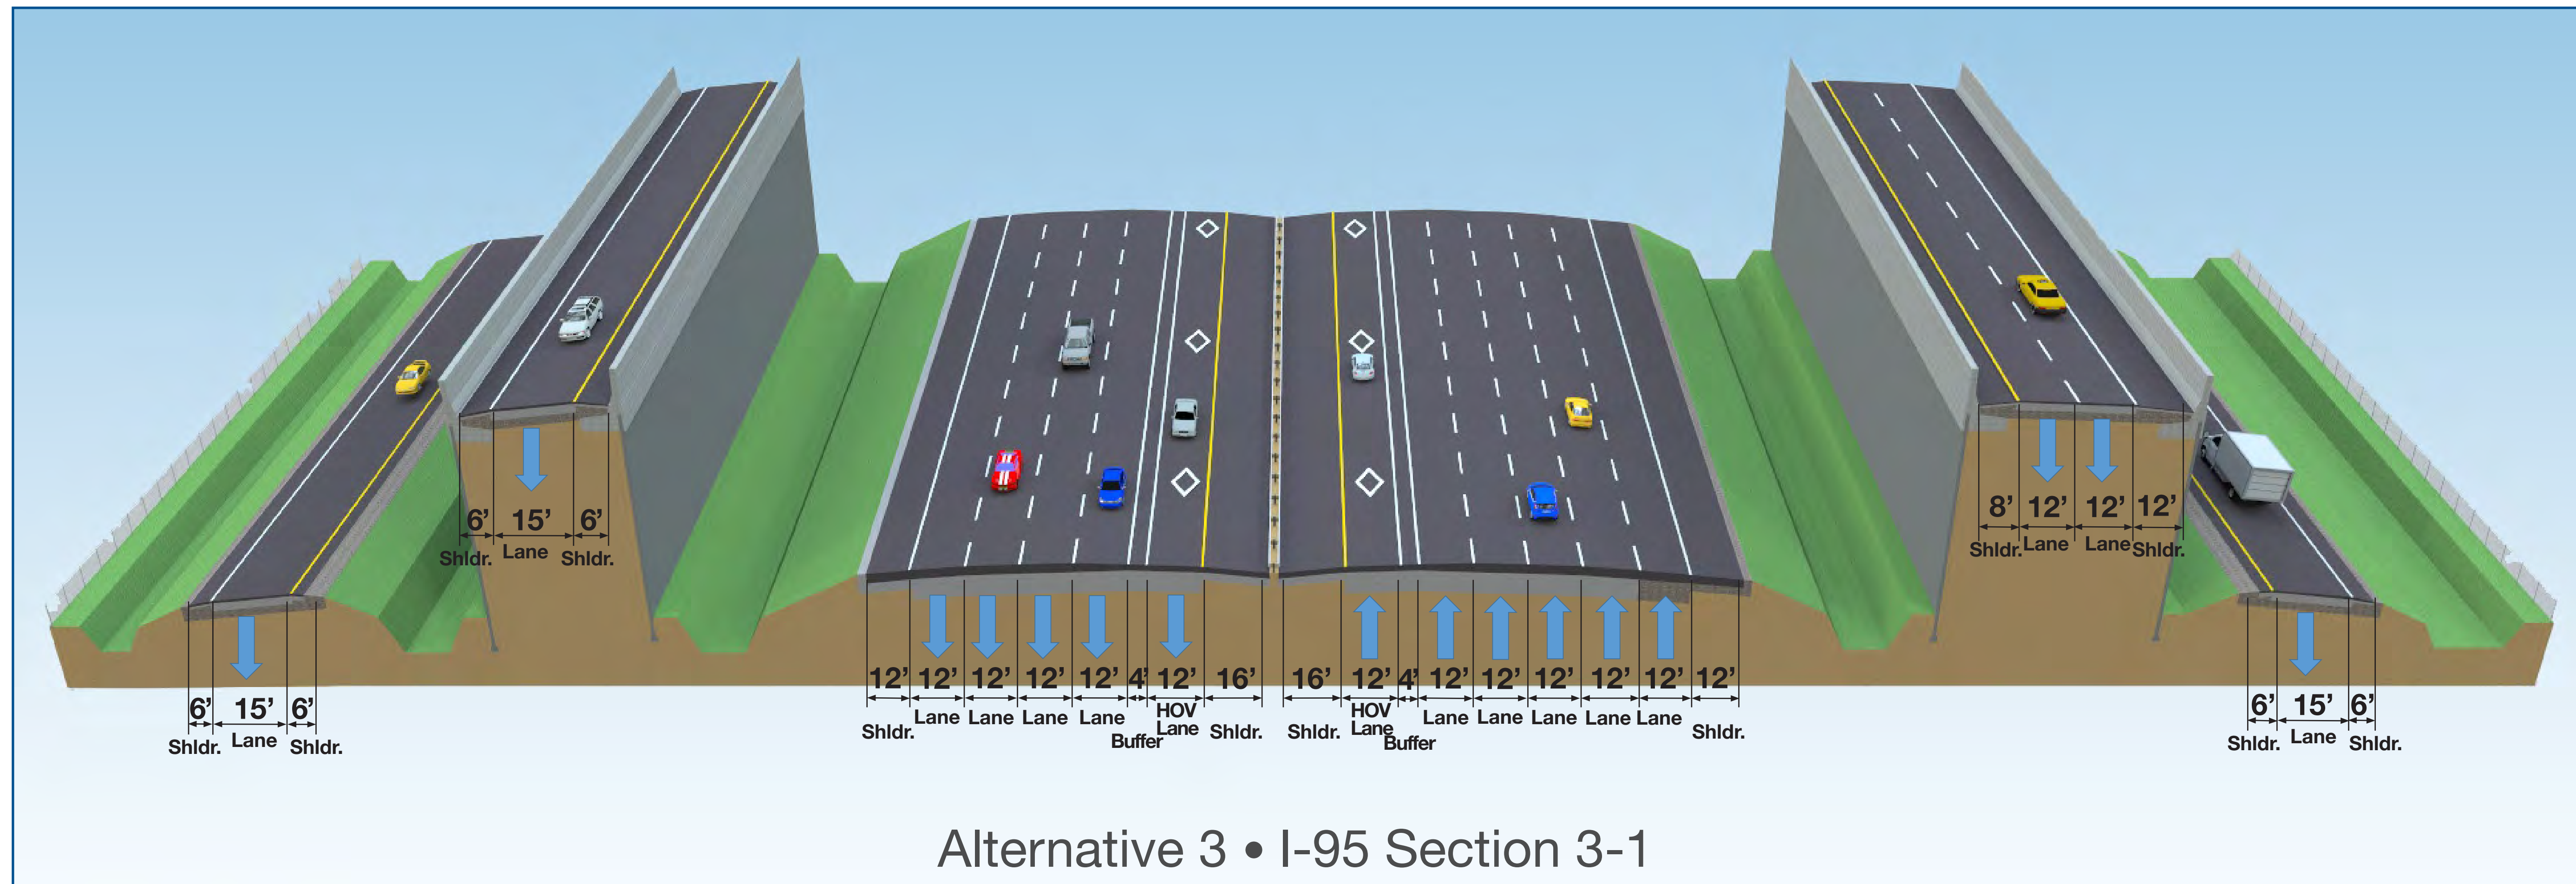 6’ 15’ 6’
Shldr. Lane Shldr.
8’ 12’ 12’ 12’
Shldr. Lane Lane Shldr.
12’ 12’ 12’ 12’ 12’ 4’ 12’ 16’ 16’ 12’ 4’ 12’ 12’ 12’ 12’ 12’ 12’
Shldr. Lane Lane Lane Lane Buffer HOV Lane Shldr. Shldr. HOV Lane Buffer Lane Lane Lane Lane Lane Shldr.
6’ 15’ 6’
Shldr. Lane Shldr.
6’ 15’ 6’
Shldr. Lane Shldr.
Alternative 3 • I-95 Section 3-1